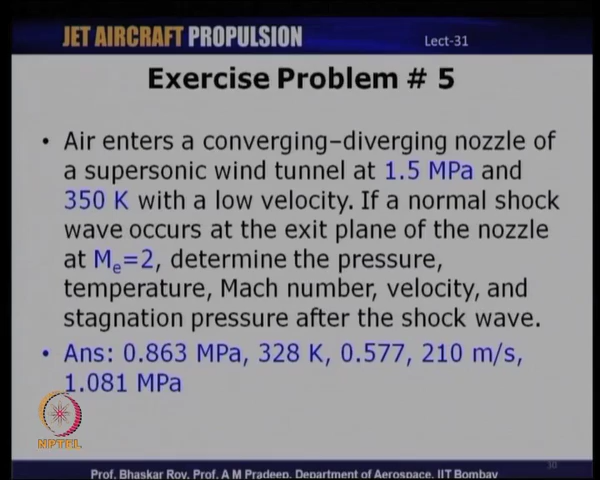 JET AIRCRAFT PROPULSION
Lect-31
Exercise Problem # 5
• Air enters a converging–diverging nozzle of
a supersonic wind tunnel at 1.5 MPa and
350 K with a low velocity. If a normal shock
wave occurs at the exit plane of the nozzle
at Me=2, determine the pressure,
temperature, Mach number, velocity, and
stagnation pressure after the shock wave.
• Ans: 0.863 MPa, 328 K, 0.577, 210 m/s,
1.081 MPa
NPTEL
30
Prof. Bhaskar Roy, Prof. A M Pradeep, Department of Aerospace, IIT Bombay